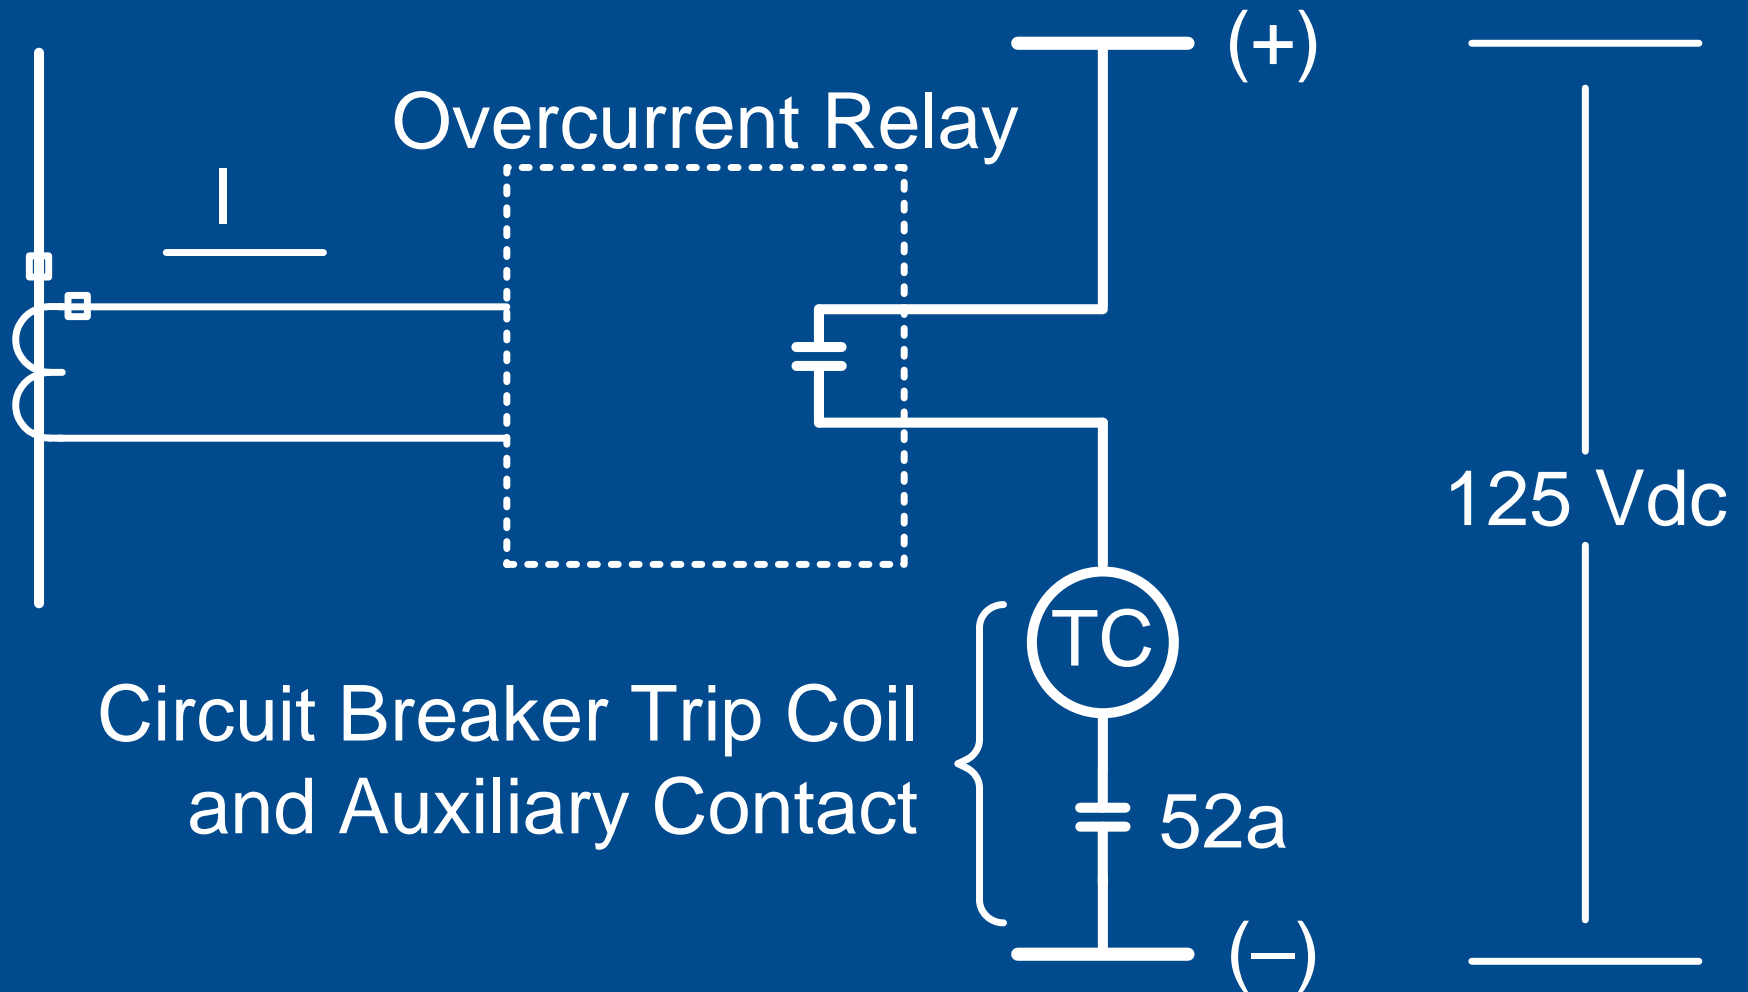 (+)
Overcurrent Relay
I
125 Vdc
TC
Circuit Breaker Trip Coil
and Auxiliary Contact
52a
(–)